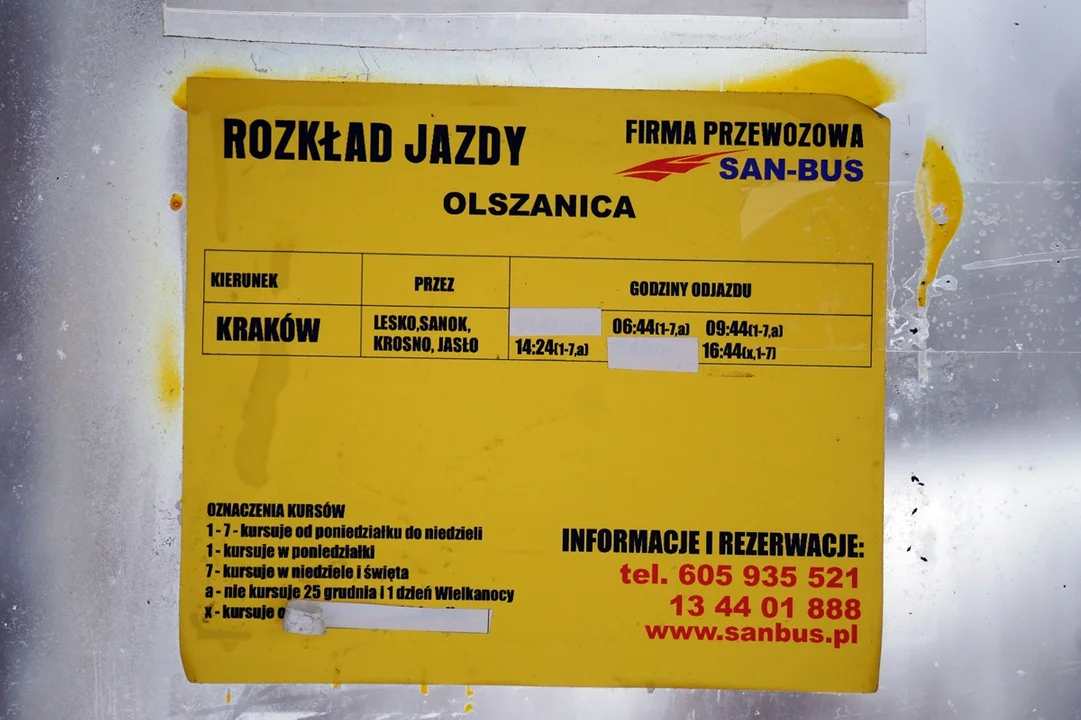 ROZKŁAD JAZDY
FIRMA PRZEWOZOWA
SAN-BUS
OLSZANICA
KIERUNEK PRZEZ GODZINY ODJAZDU
KRAKÓW
LESKO,SANOK,
KROSNO, JASŁO
06:44(1-7,a) 09:44(1-7,a)
14:24(1-7,a) 16:44(x,1-7)
OZNACZENIA KURSÓW
1 - 7 - kursuje od poniedziałku do niedzieli
1 - kursuje w poniedziałki
7 - kursuje w niedziele i święta
a - nie kursuje 25 grudnia i 1 dzień Wielkanocy
x - kursuje
INFORMACJE I REZERWACJE:
tel. 605 935 521
13 44 01 888
www.sanbus.pl